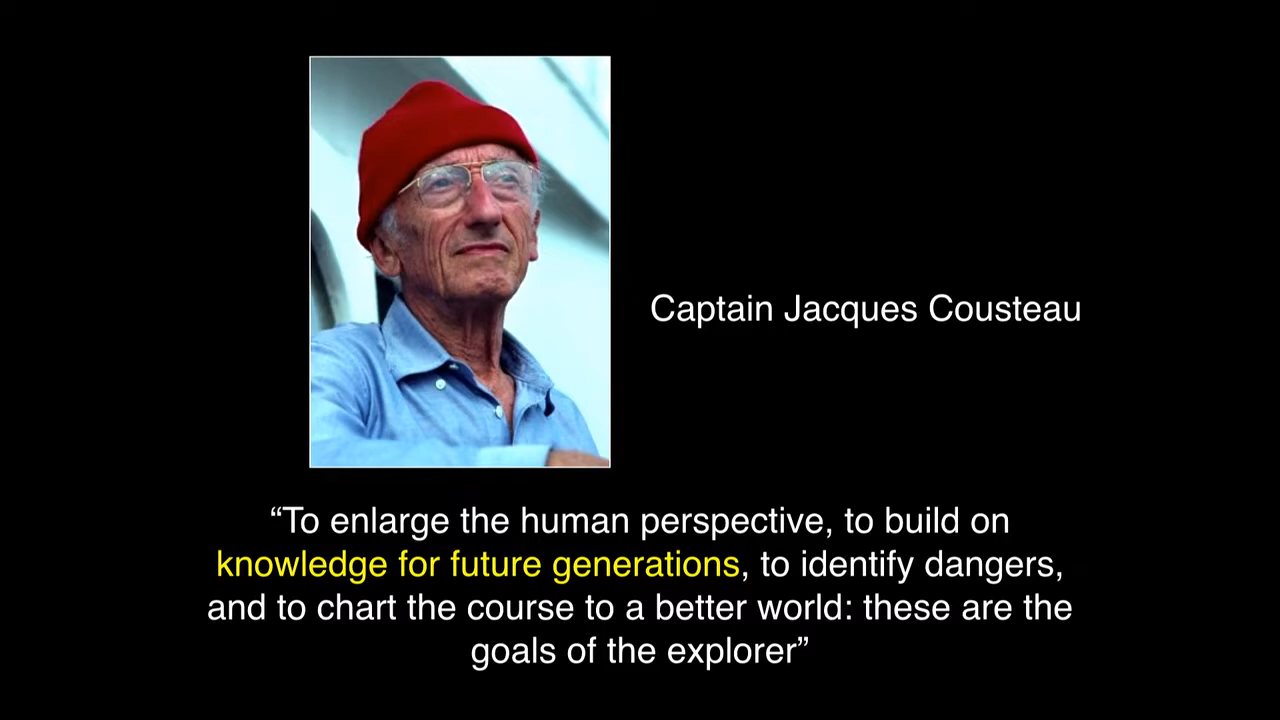 Captain Jacques Cousteau
“To enlarge the human perspective, to build on
knowledge for future generations, to identify dangers,
and to chart the course to a better world: these are the
goals of the explorer”